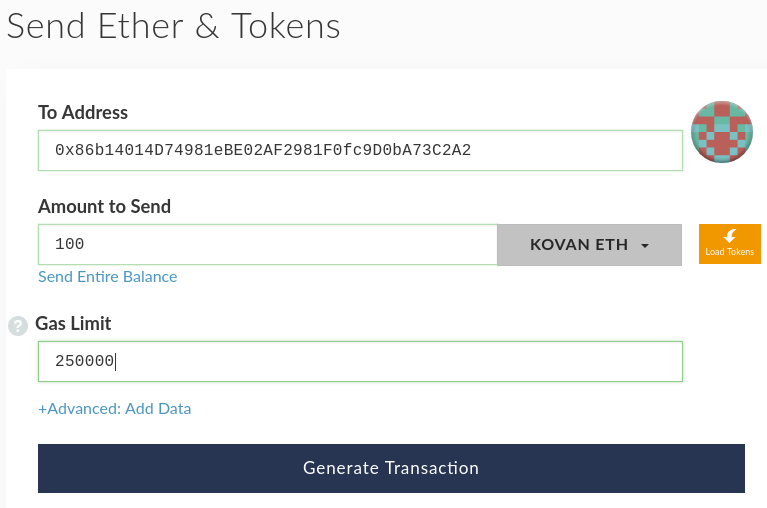 Send Ether & Tokens
To Address
0x86b14014D74981eBE02AF2981F0fc9D0bA73C2A2
Amount to Send
100
KOVAN ETH
Load Tokens
Send Entire Balance
? Gas Limit
250000
+Advanced: Add Data
Generate Transaction